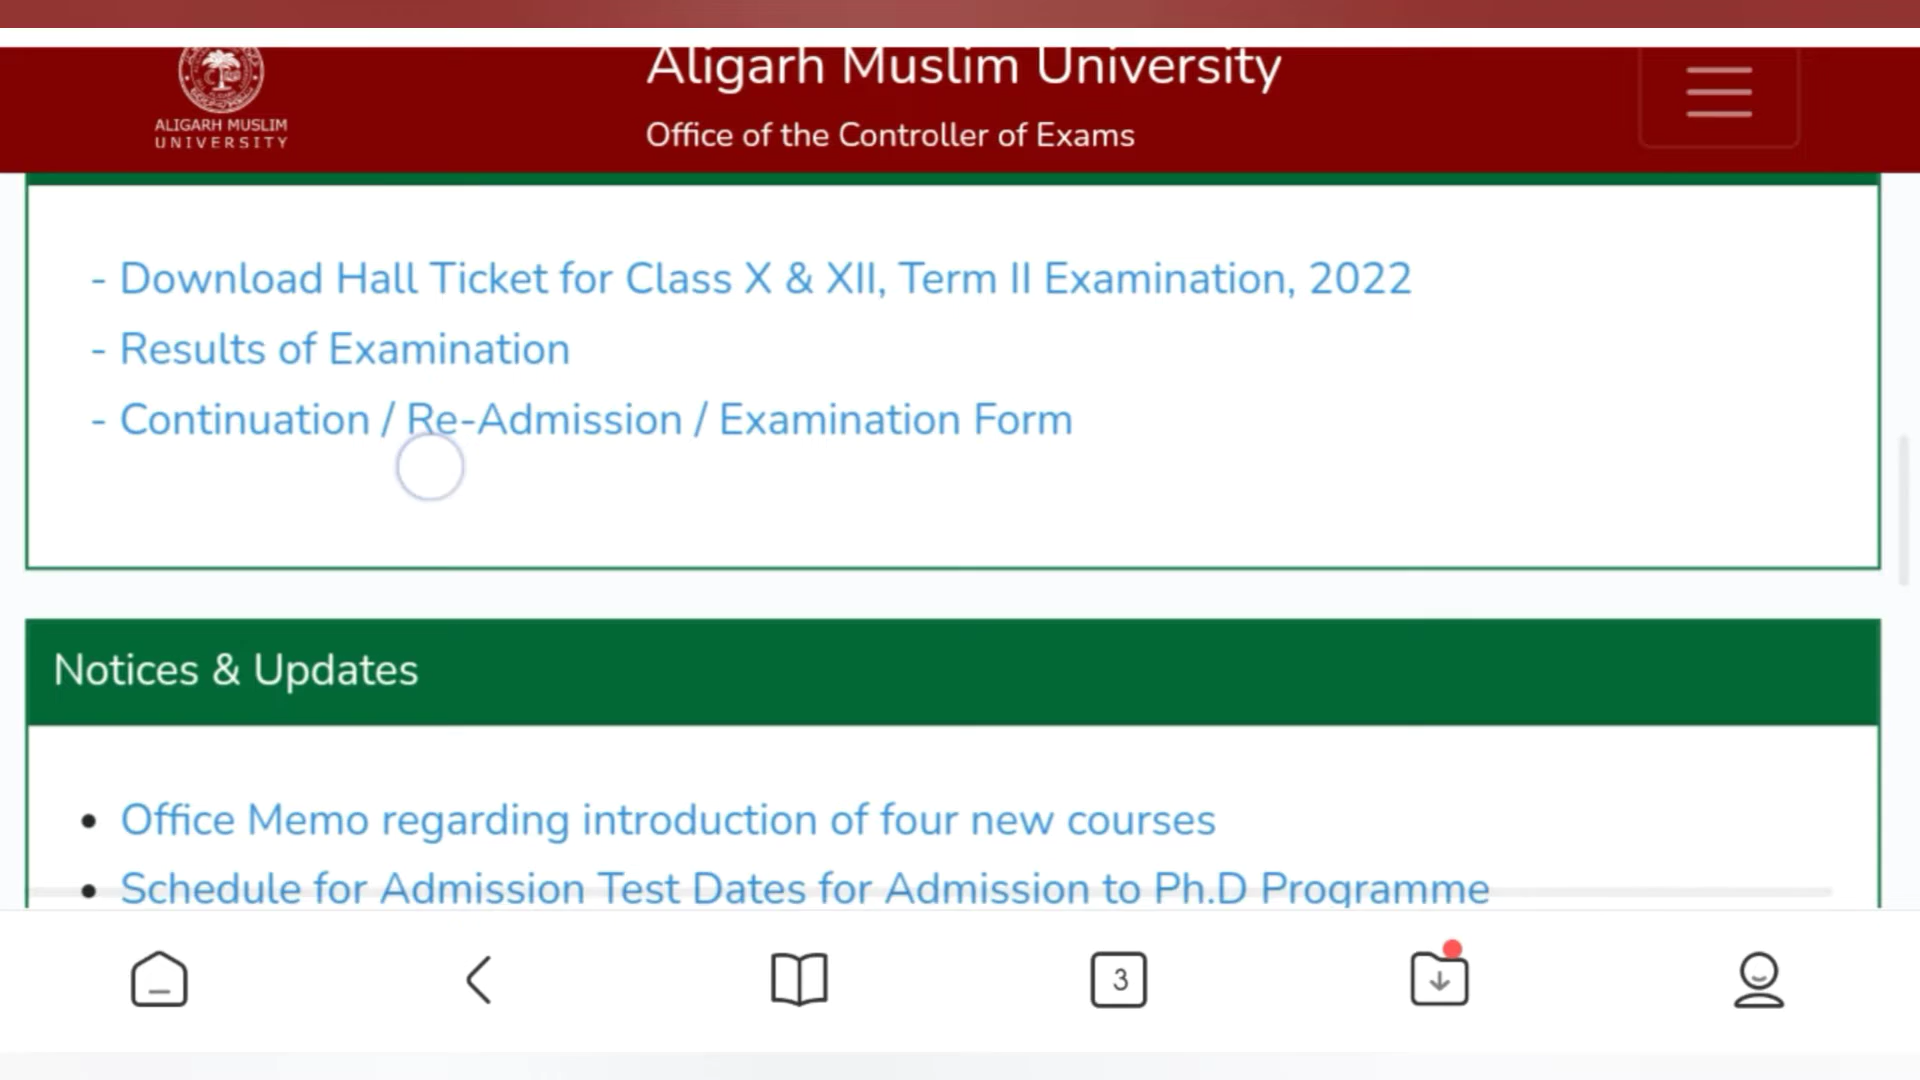 ALIGARH MUSLIM
UNIVERSITY
Aligarh Muslim University
Office of the Controller of Exams
- Download Hall Ticket for Class X & XII, Term II Examination, 2022
- Results of Examination
- Continuation / Re-Admission / Examination Form
Notices & Updates
• Office Memo regarding introduction of four new courses
• Schedule for Admission Test Dates for Admission to Ph.D Programme
3